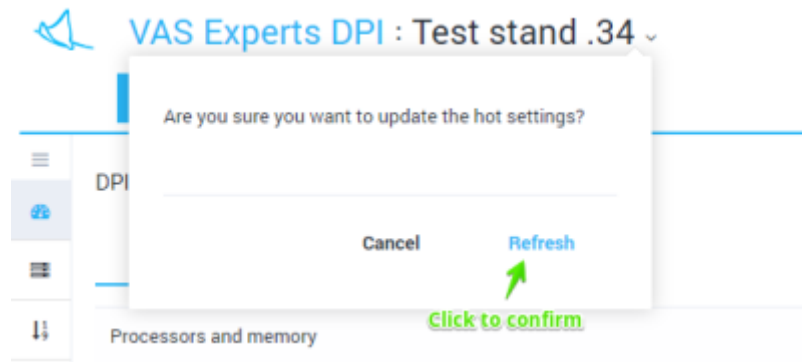 VAS Experts DPI : Test stand .34
Are you sure you want to update the hot settings?
DPI
Cancel Refresh
Click to confirm
Processors and memory